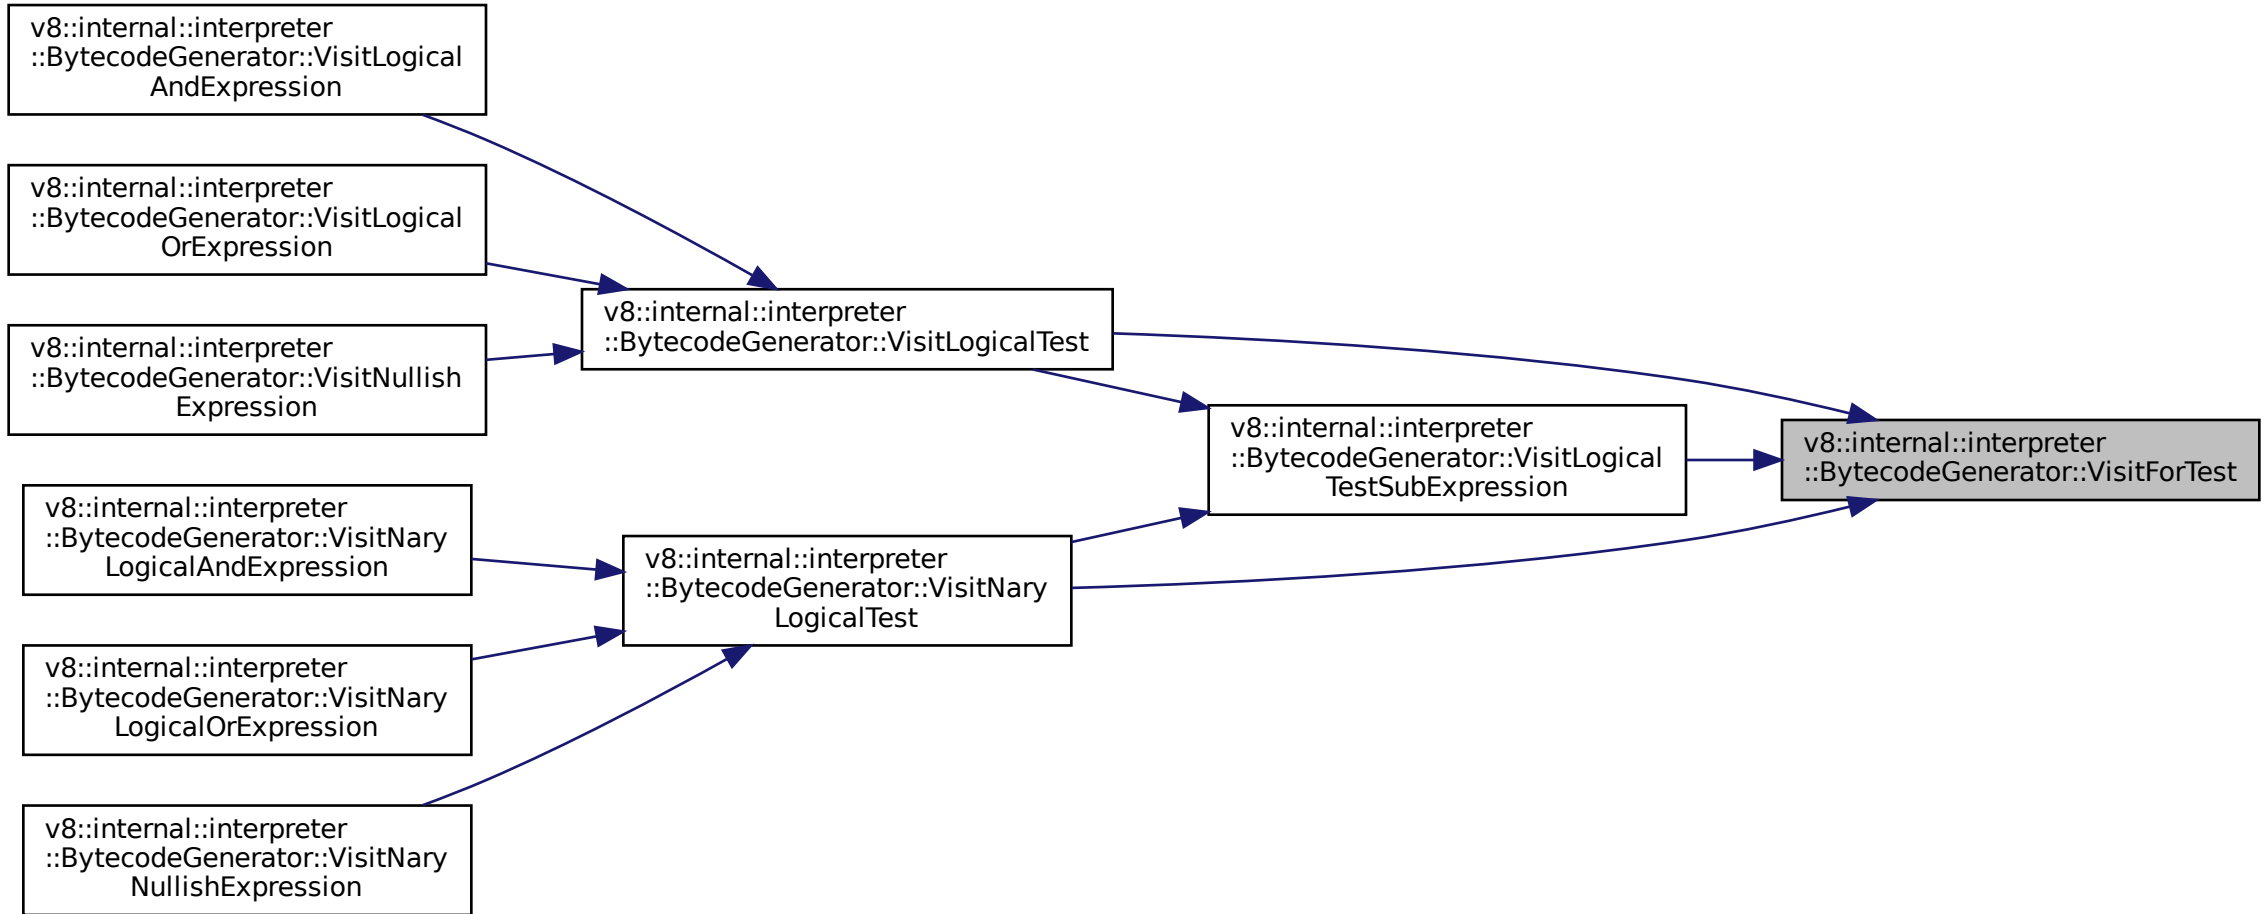 v8::internal::interpreter
::BytecodeGenerator::VisitLogical
AndExpression
v8::internal::interpreter
::BytecodeGenerator::VisitLogical
OrExpression
v8::internal::interpreter
::BytecodeGenerator::VisitNullish
Expression
v8::internal::interpreter
::BytecodeGenerator::VisitNary
LogicalAndExpression
v8::internal::interpreter
::BytecodeGenerator::VisitNary
LogicalOrExpression
v8::internal::interpreter
::BytecodeGenerator::VisitNary
NullishExpression
v8::internal::interpreter
::BytecodeGenerator::VisitLogicalTest
v8::internal::interpreter
::BytecodeGenerator::VisitNary
LogicalTest
v8::internal::interpreter
::BytecodeGenerator::VisitLogical
TestSubExpression
v8::internal::interpreter
::BytecodeGenerator::VisitForTest